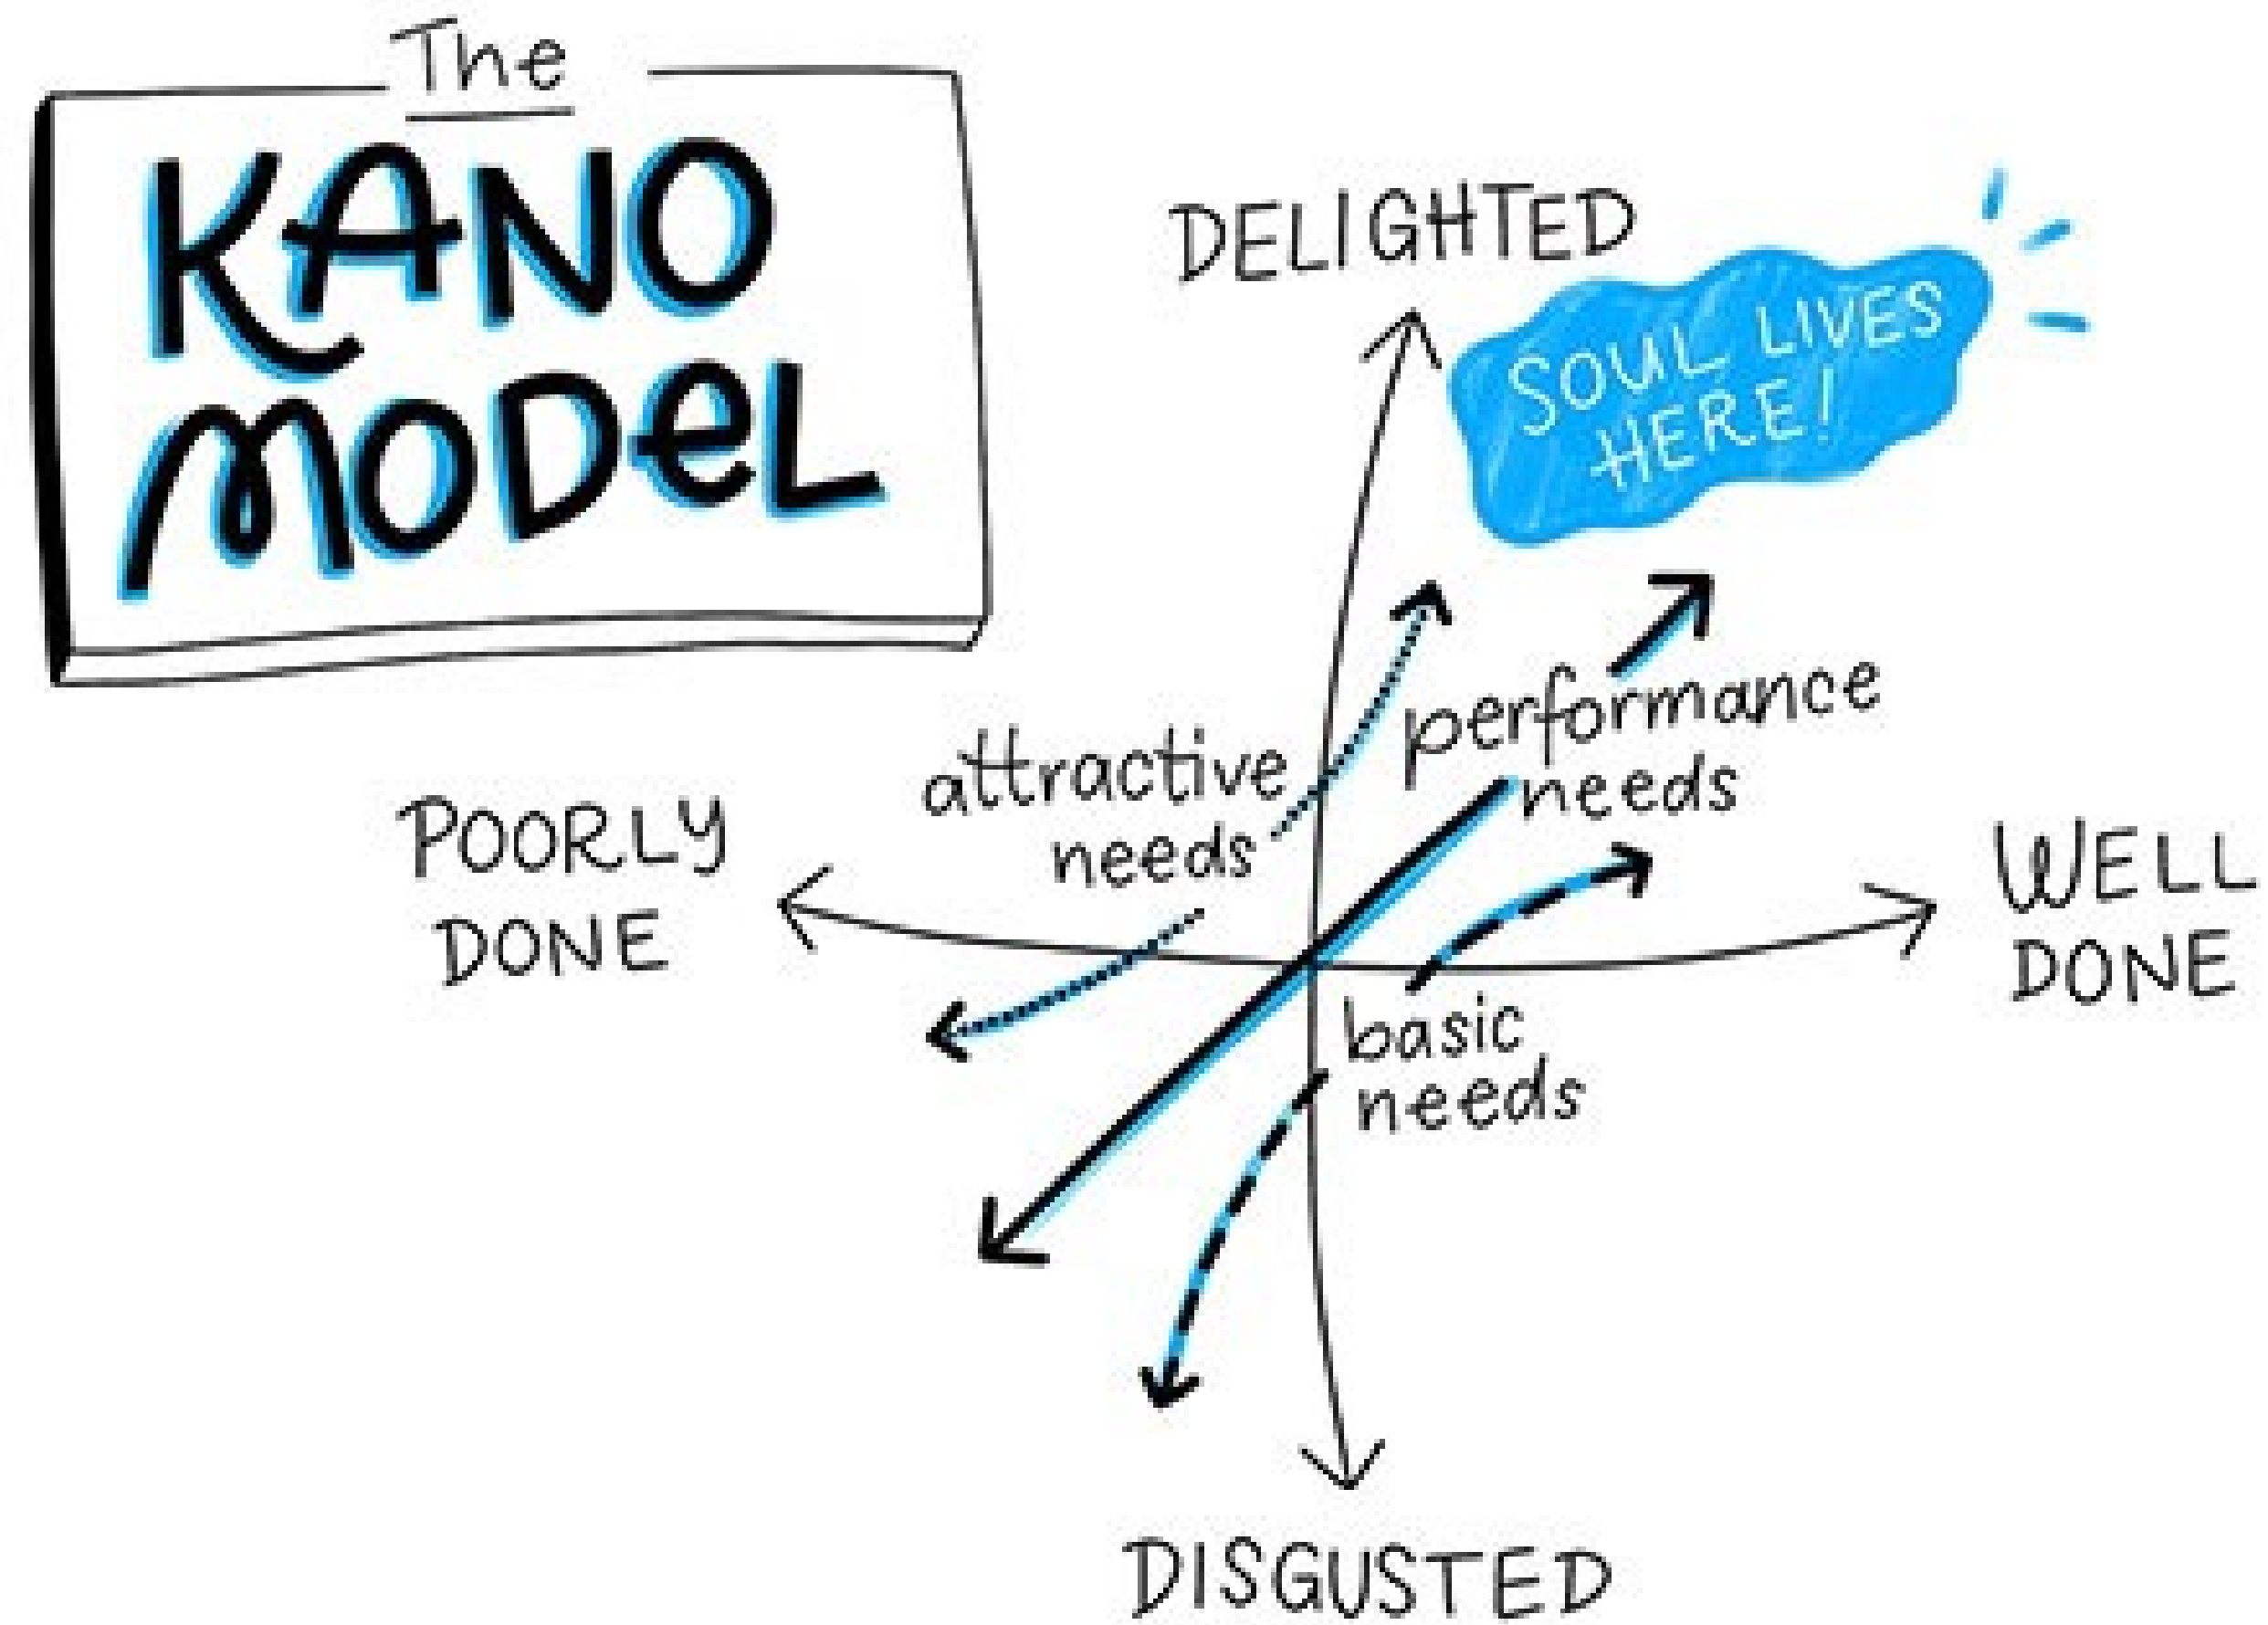 The
KANO
MODEL
DELIGHTED
SOUL LIVES
HERE!
attractive
needs
performance
needs
POORLY
DONE
WELL
DONE
basic
needs
DISGUSTED